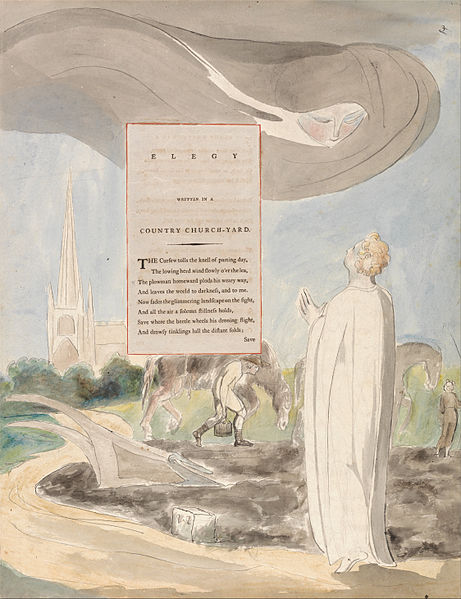 ELEGY
WRITTEN IN A
COUNTRY CHURCH-YARD.
THE Curfew tolls the knell of parting day,
The lowing herd wind ſlowly o'er the lea,
The plowman homeward plods his weary way,
And leaves the world to darkneſs, and to me.
Now fades the glimmering landſcape on the ſight,
And all the air a ſolemn ſtillneſs holds,
Save where the beetle wheels his droning flight,
And drowſy tinklings lull the diſtant folds;
Save